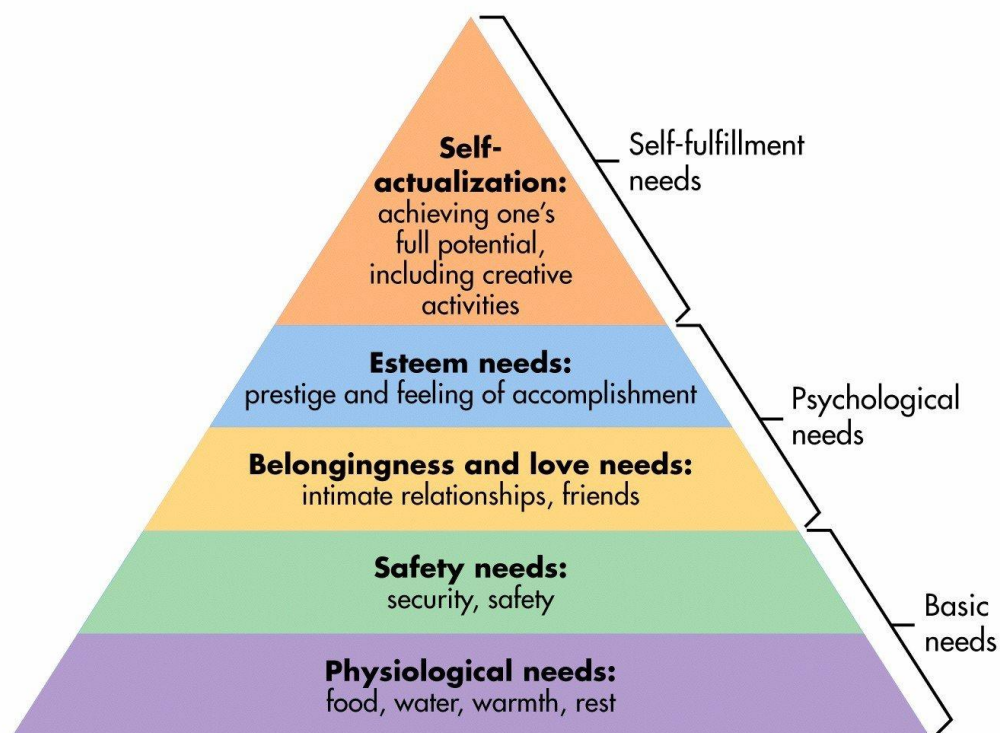 Self-
actualization:
achieving one's
full potential,
including creative
activities
Self-fulfillment
needs
Esteem needs:
prestige and feeling of accomplishment
Psychological
needs
Belongingness and love needs:
intimate relationships, friends
Safety needs:
security, safety
Basic
needs
Physiological needs:
food, water, warmth, rest